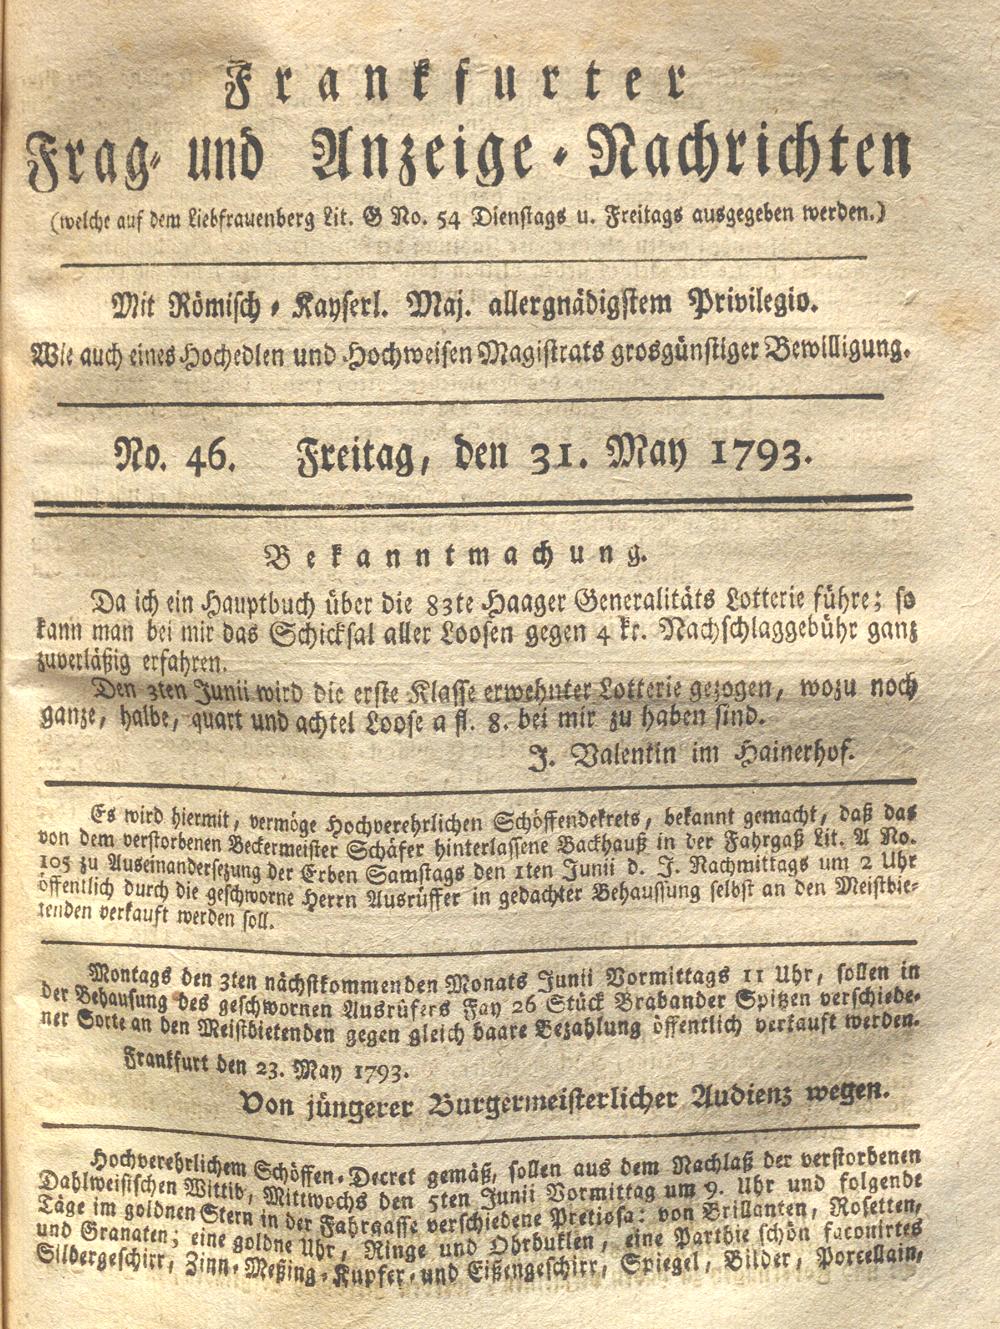 Frankfurter
Frag- und Anzeige-Nachrichten
(welche auf dem Liebfrauenberg Lit. G No. 54 Dienstags u. Freitags ausgegeben werden.)
Mit Römisch-Kayserl. Maj. allergnädigstem Privilegio.
Wie auch eines Hochedlen und Hochweisen Magistrats grosgünstiger Bewilligung.
No. 46. Freitag, den 31. May 1793.
Bekanntmachung.
Da ich ein Hauptbuch über die 83te Haager Generalitäts Lotterie führe; so
kann man bei mir das Schicksal aller Loosen gegen 4 kr. Nachschlaggebühr ganz
zuverläßig erfahren.
Den 3ten Junii wird die erste Klasse erwehnter Lotterie gezogen, wozu noch
ganze, halbe, quart und achtel Loose a fl. 8. bei mir zu haben sind.
J. Valentin im Hainerhof.
Es wird hiermit, vermöge Hochverehrlichen Schöffendekrets, bekannt gemacht, daß das
von dem verstorbenen Beckermeister Schäfer hinterlassene Backhauß in der Fahrgaß Lit. A No.
105 zu Auseinandersezung der Erben Samstags den 1ten Junii d. J. Nachmittags um 2 Uhr
öffentlich durch die geschworne Herrn Ausrüffer in gedachter Behaussung selbst an den Meistbie-
tenden verkauft werden soll.
Montags den 3ten nächstkommenden Monats Junii Vormittags 11 Uhr, sollen in
der Behausung des geschwornen Ausrüfers Fay 26 Stück Brabander Spitzen verschiede-
ner Sorte an den Meistbietenden gegen gleich baare Bezahlung öffentlich verkauft werden.
Frankfurt den 23. May 1793.
Von jüngerer Burgermeisterlicher Audienz wegen.
Hochverehrlichem Schöffen-Decret gemäß, sollen aus dem Nachlaß der verstorbenen
Dahlweisischen Wittib, Mittwochs den 5ten Junii Vormittag um 9. Uhr und folgende
Täge im goldnen Stern in der Fahrgasse verschiedene Pretiosa: von Brillanten, Rosetten,
und Granaten; eine goldne Uhr, Ringe und Ohrbuklen, eine Parthie schön faconirtes
Silbergeschirr, Zinn-Meßing-Kupfer-und Eißengeschirr, Spiegel, Bilder, Porcellain,